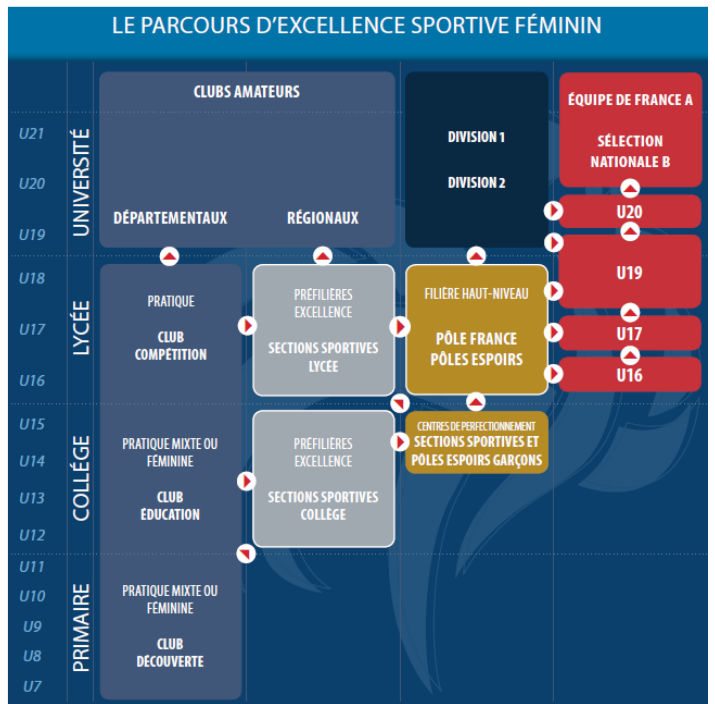 LE PARCOURS D'EXCELLENCE SPORTIVE FÉMININ
CLUBS AMATEURS
DÉPARTEMENTAUX
RÉGIONAUX
DIVISION 1
DIVISION 2
ÉQUIPE DE FRANCE A
SÉLECTION
NATIONALE B
U20
U19
U17
U16
UNIVERSITÉ
U21
U20
U19
LYCÉE
U18
U17
U16
PRATIQUE
CLUB
COMPÉTITION
PRÉFILIÈRES
EXCELLENCE
SECTIONS SPORTIVES
LYCÉE
FILIÈRE HAUT-NIVEAU
PÔLE FRANCE
PÔLES ESPOIRS
COLLÉGE
U15
U14
U13
U12
PRATIQUE MIXTE OU
FÉMININE
CLUB
ÉDUCATION
PRÉFILIÈRES
EXCELLENCE
SECTIONS SPORTIVES
COLLÈGE
CENTRES DE PERFECTIONNEMENT
SECTIONS SPORTIVES ET
PÔLES ESPOIRS GARÇONS
PRIMAIRE
U11
U10
U9
U8
U7
PRATIQUE MIXTE OU
FÉMININE
CLUB
DÉCOUVERTE